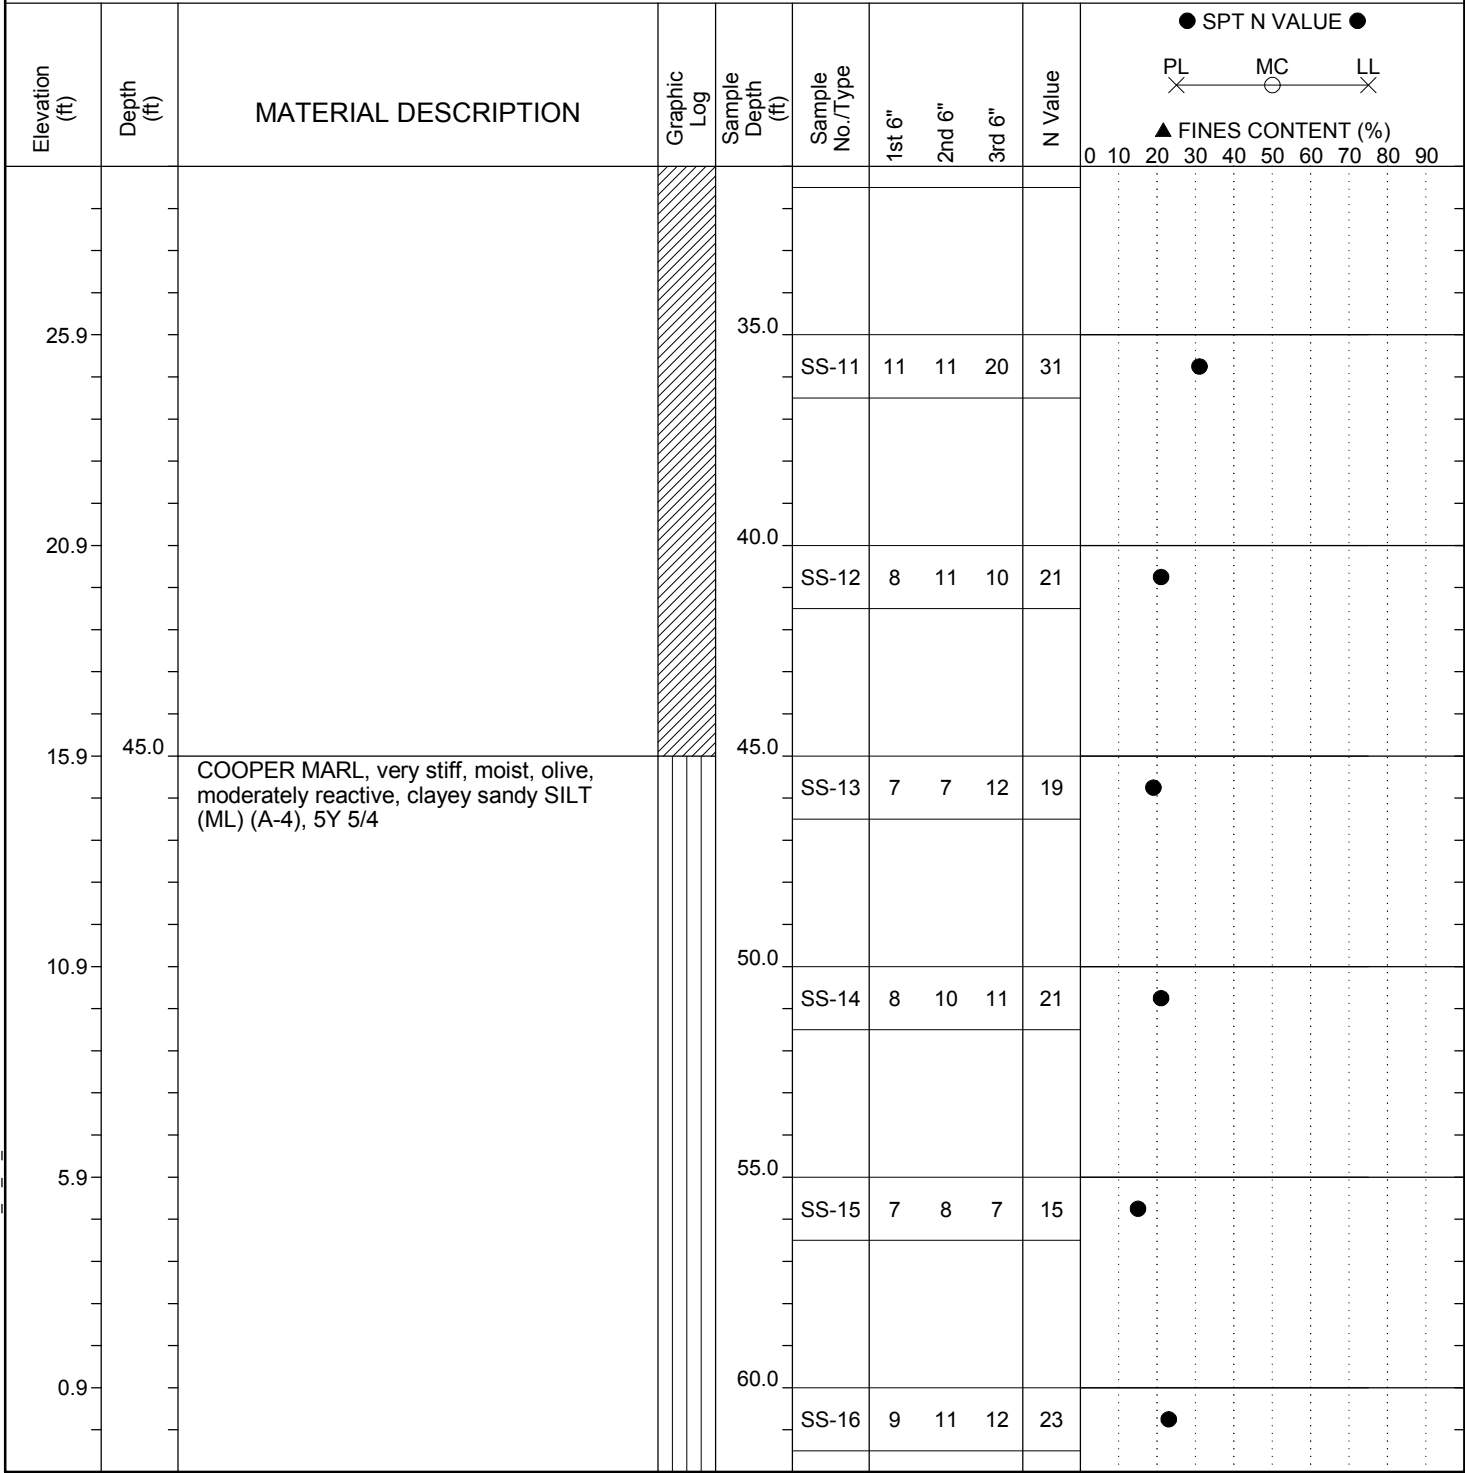 Elevation (ft)
Depth (ft)
MATERIAL DESCRIPTION
Graphic Log
Sample Depth (ft)
Sample No./Type
1st 6"
2nd 6"
3rd 6"
N Value
● SPT N VALUE ●
PL MC LL
▲ FINES CONTENT (%)
0 10 20 30 40 50 60 70 80 90
25.9 35.0
SS-11 11 11 20 31
20.9 40.0
SS-12 8 11 10 21
15.9 45.0 45.0
COOPER MARL, very stiff, moist, olive,
moderately reactive, clayey sandy SILT
(ML) (A-4), 5Y 5/4
SS-13 7 7 12 19
10.9 50.0
SS-14 8 10 11 21
5.9 55.0
SS-15 7 8 7 15
0.9 60.0
SS-16 9 11 12 23